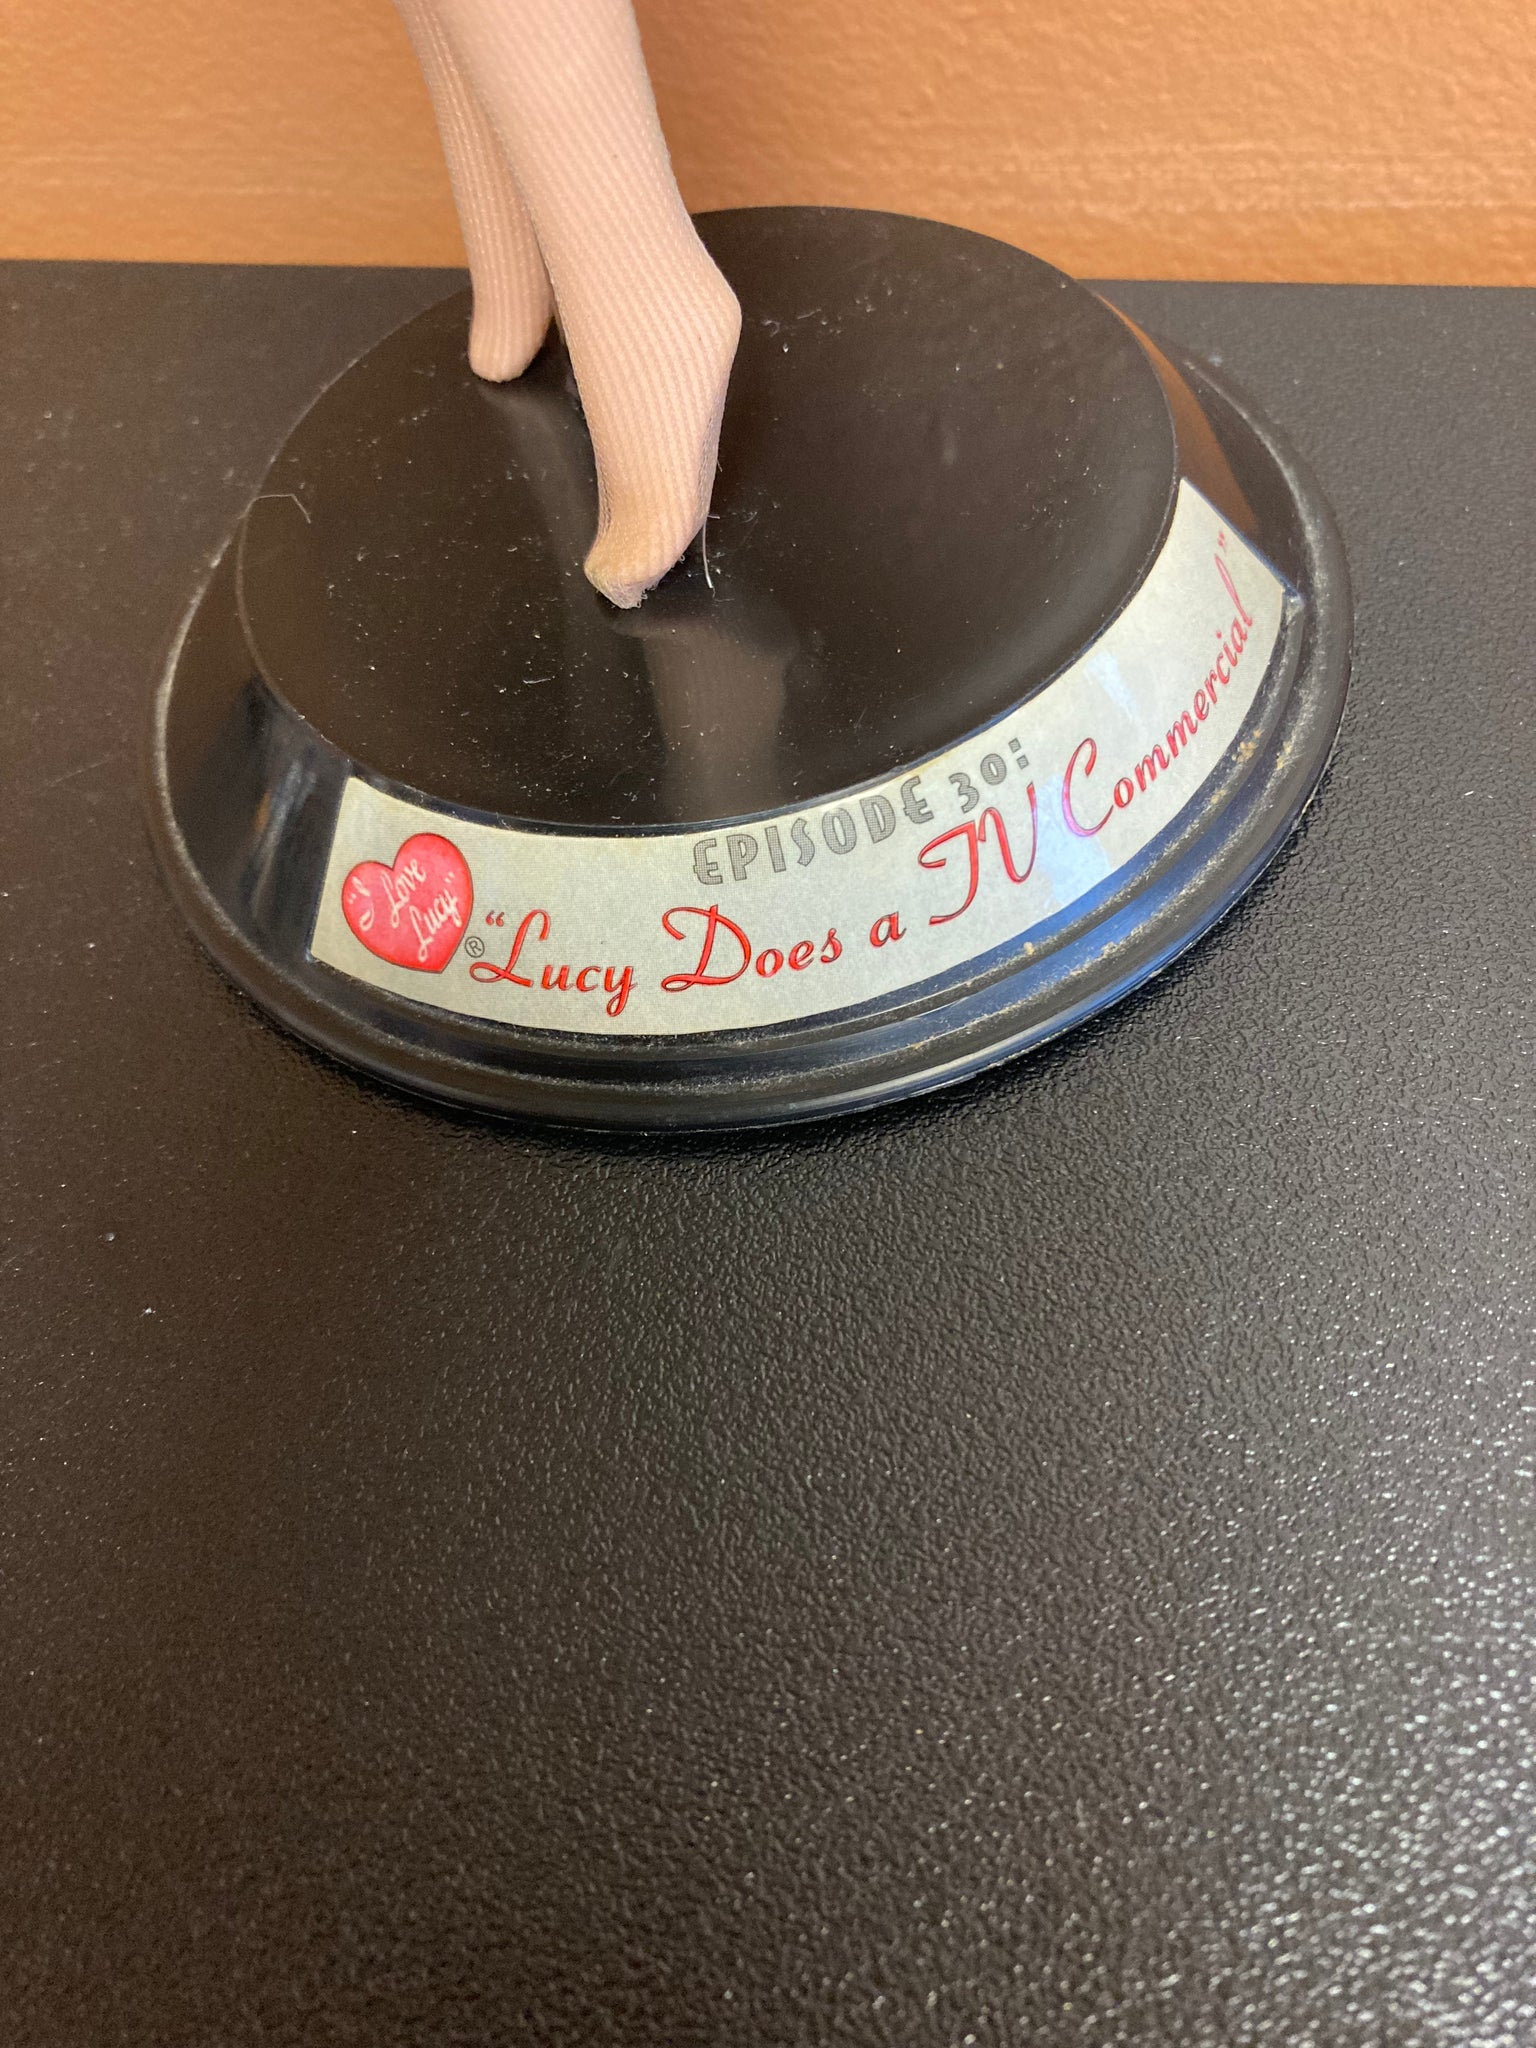 "I
Love
Lucy"
®
EPISODE 30:
"Lucy Does a TV Commercial"